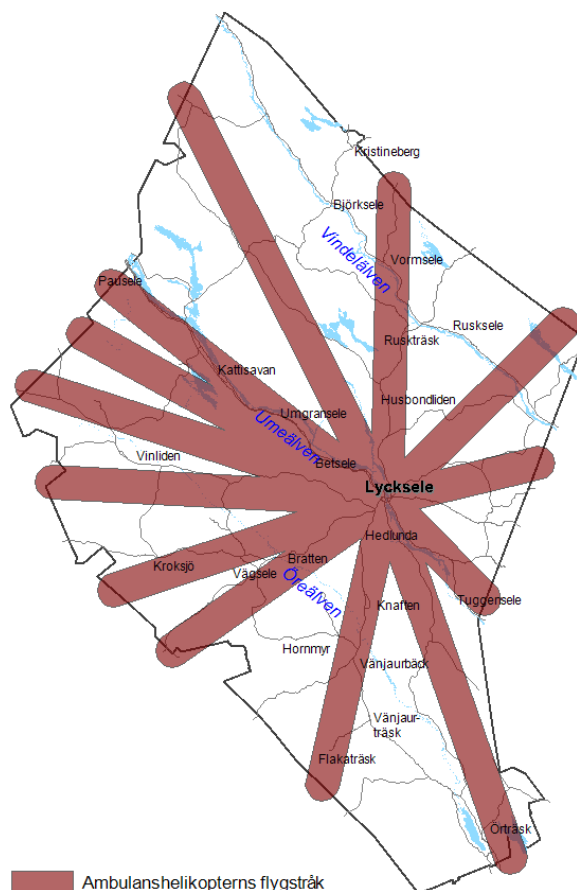 Kristineberg
Björksele
Vindelälven
Vormsele
Pausele
Rusksele
Ruskträsk
Kattisavan
Husbondliden
Umgransele
Umeälven
Vinliden
Betsele
Lycksele
Hedlunda
Bratten
Kroksjö
Vägsele
Öreälven
Tuggensele
Knaften
Hornmyr
Vänjaurbäck
Vänjaur-
träsk
Flakaträsk
Örträsk
Ambulanshelikopterns flygstråk